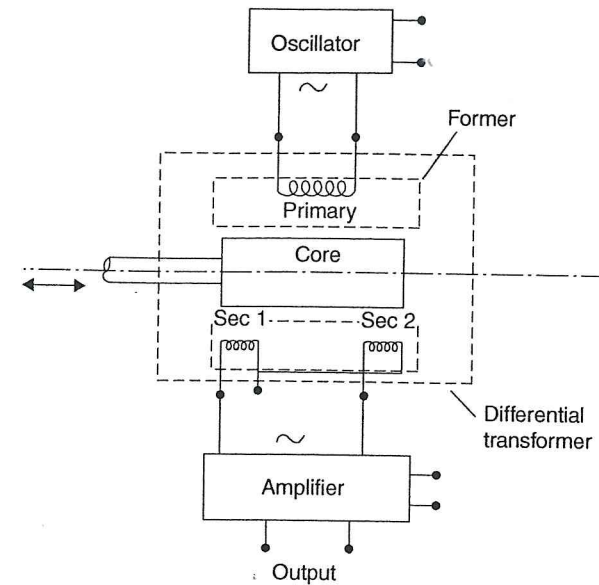 Oscillator
Former
Primary
Core
Sec 1
Sec 2
Differential
transformer
Amplifier
Output